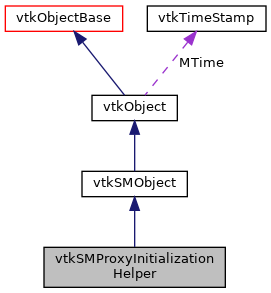 vtkObjectBase
vtkTimeStamp
MTime
vtkObject
vtkSMObject
vtkSMProxyInitialization
Helper